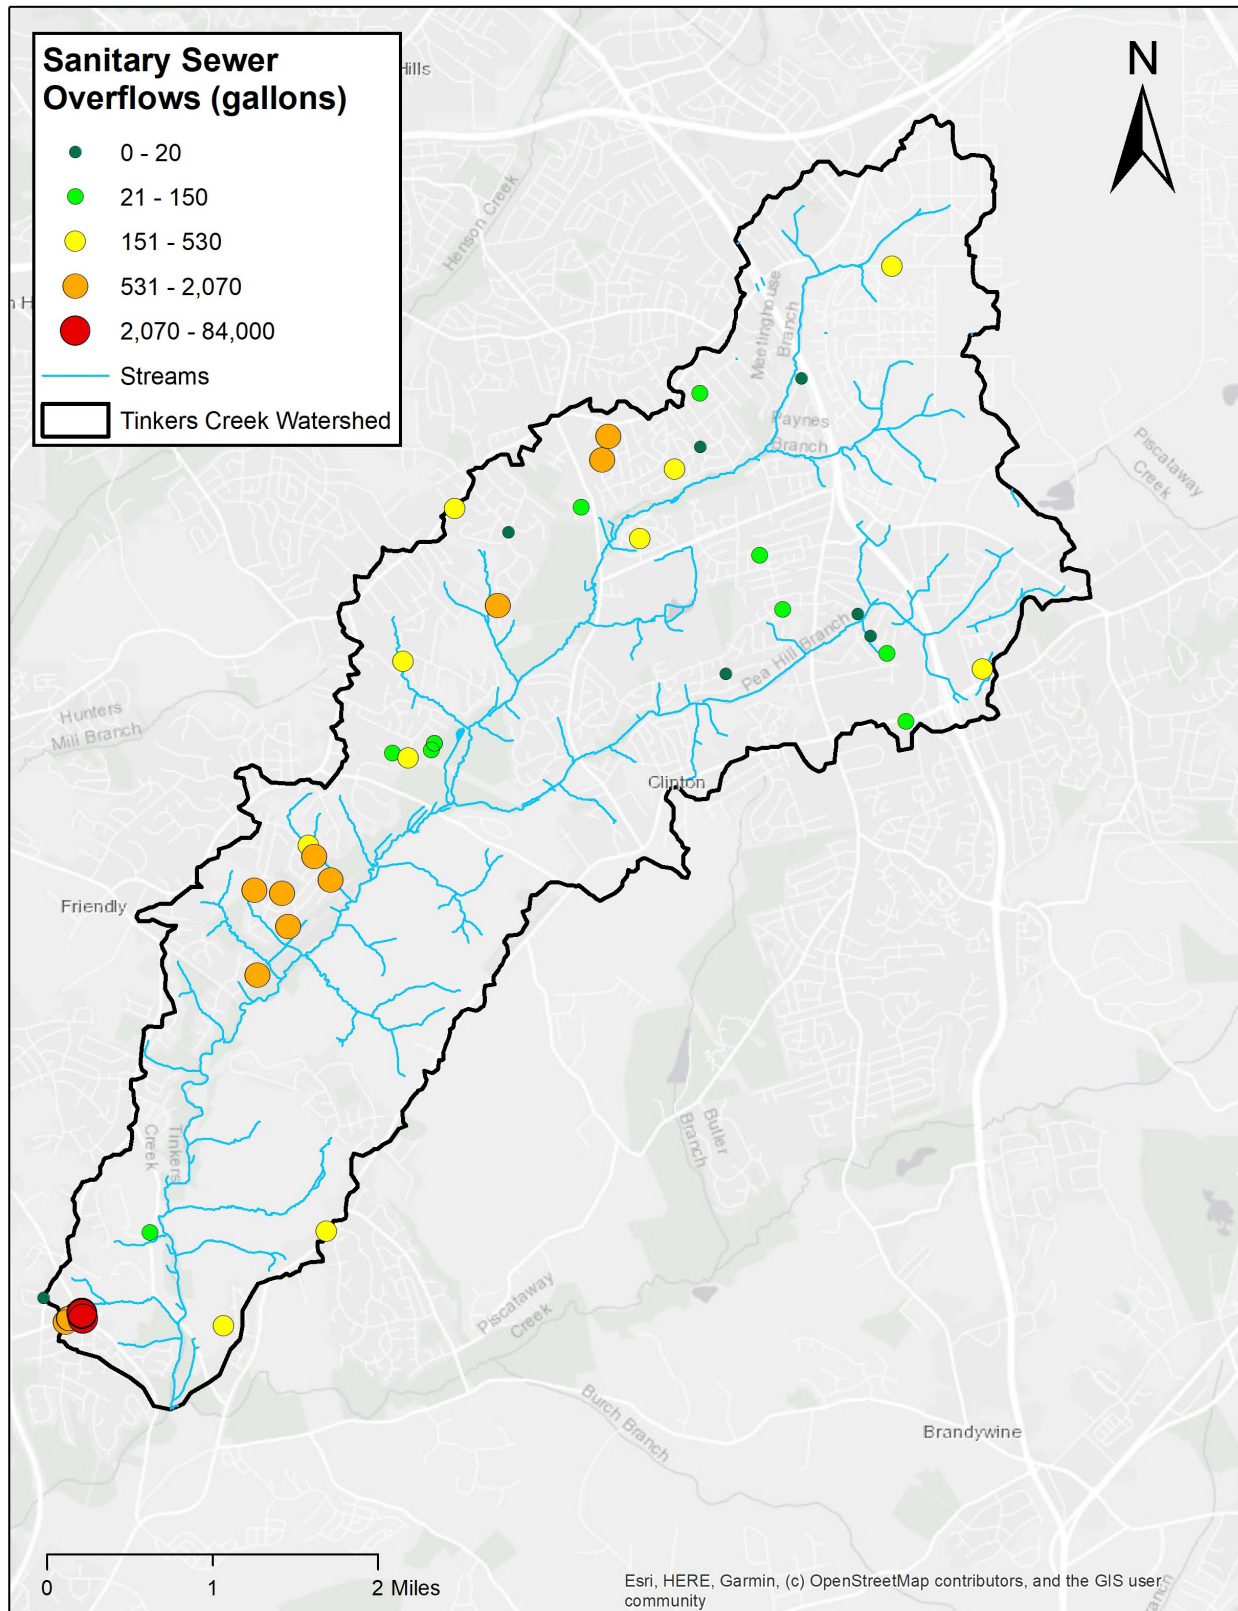 Sanitary Sewer
Overflows (gallons)
0 - 20
21 - 150
151 - 530
531 - 2,070
2,070 - 84,000
Streams
Tinkers Creek Watershed
Hills
N
Henson Creek
Meetinghouse
Branch
Paynes
Branch
Piscataway
Creek
Pea Hill Branch
Hunters
Mill Branch
Clinton
Friendly
Tinkers
Creek
Butler
Branch
Piscataway
Creek
Burch Branch
Brandywine
0 1 2 Miles
Esri, HERE, Garmin, (c) OpenStreetMap contributors, and the GIS user
community